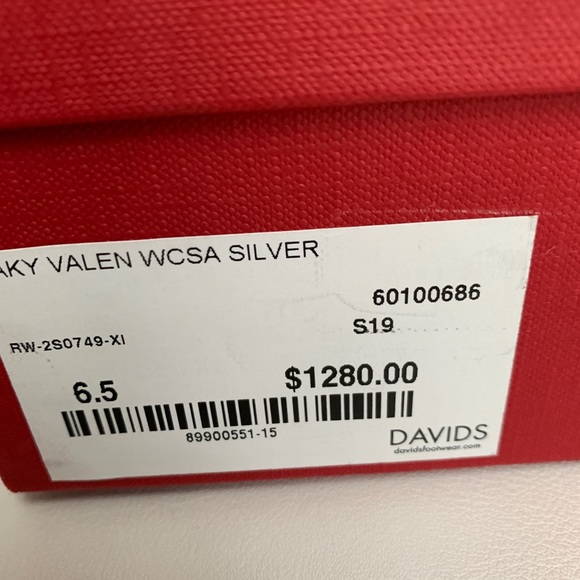 AKY VALEN WCSA SILVER
60100686
S19
RW-2S0749-XI
6.5
$1280.00
89900551-15
DAVIDS
davidsfootwear.com